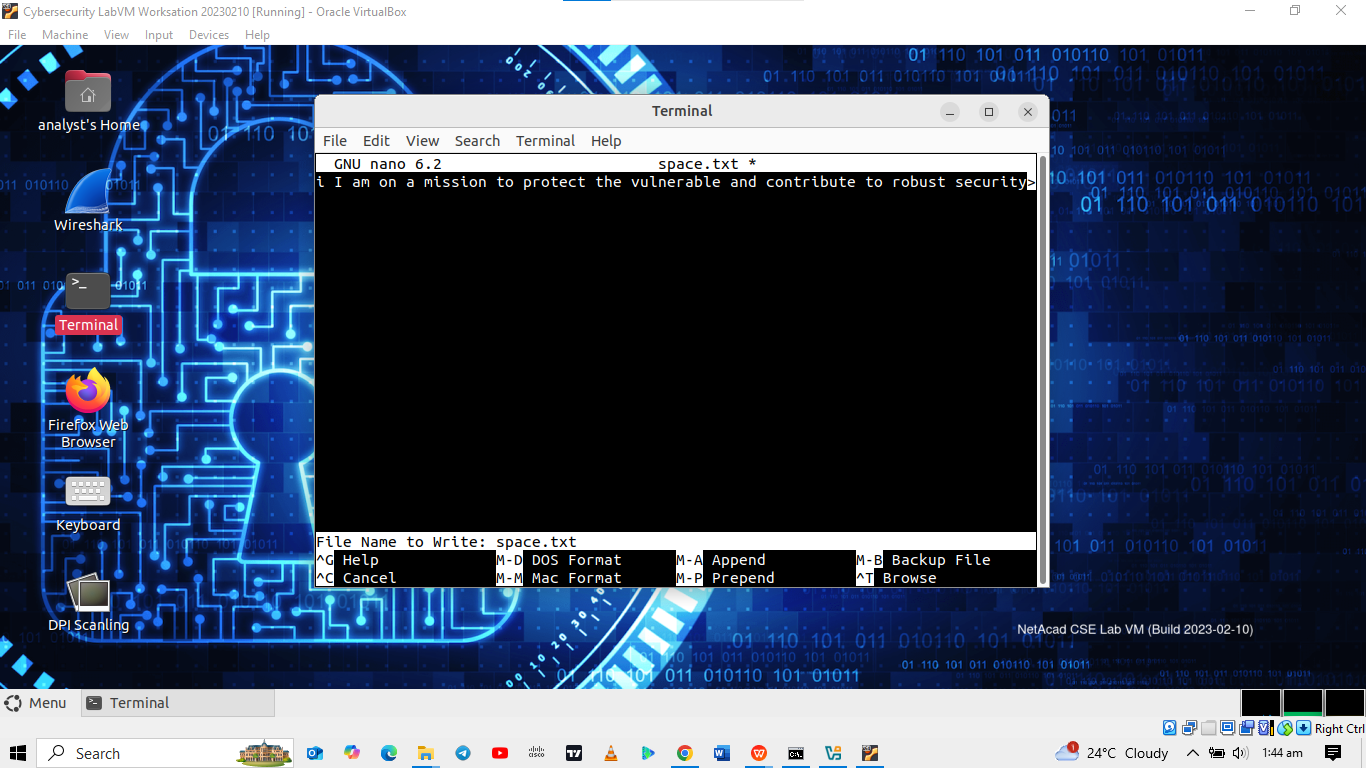 Cybersecurity LabVM Worksation 20230210 [Running] - Oracle VirtualBox
File Machine View Input Devices Help
analyst's Home
Wireshark
Terminal
Firefox Web
Browser
Keyboard
DPI Scanling
Terminal
File Edit View Search Terminal Help
GNU nano 6.2 space.txt *
i I am on a mission to protect the vulnerable and contribute to robust security>
File Name to Write: space.txt
^G Help M-D DOS Format M-A Append M-B Backup File
^C Cancel M-M Mac Format M-P Prepend ^T Browse
NetAcad CSE Lab VM (Build 2023-02-10)
Menu Terminal
Right Ctrl
Search
24°C Cloudy 1:44 am